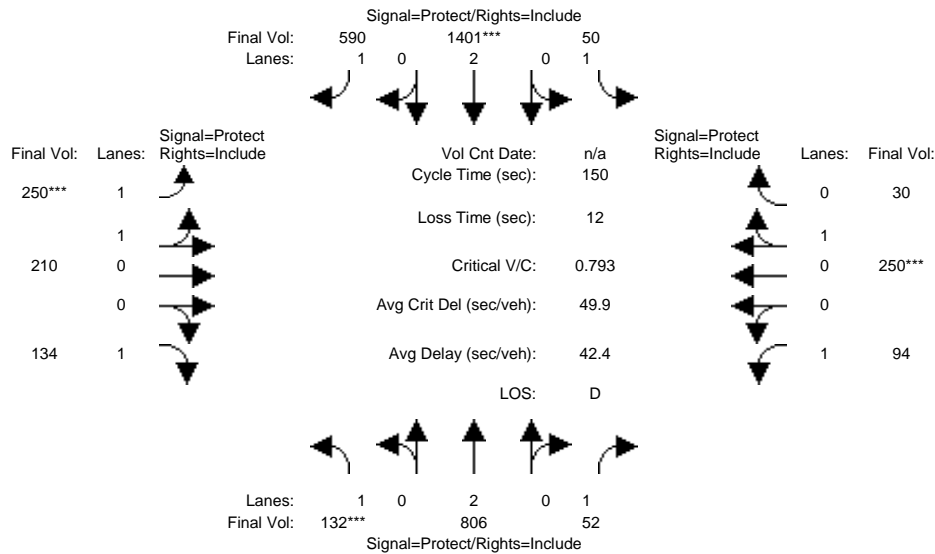 Signal=Protect/Rights=Include
Final Vol: 590 1401*** 50
Lanes: 1 0 2 0 1
Signal=Protect
Final Vol: Lanes: Rights=Include
Vol Cnt Date: n/a
Signal=Protect
Rights=Include Lanes: Final Vol:
Cycle Time (sec): 150
250*** 1
0 30
Loss Time (sec): 12
1
1
210 0
Critical V/C: 0.793
0 250***
0
Avg Crit Del (sec/veh): 49.9
0
134 1
Avg Delay (sec/veh): 42.4
1 94
LOS: D
Lanes: 1 0 2 0 1
Final Vol: 132*** 806 52
Signal=Protect/Rights=Include